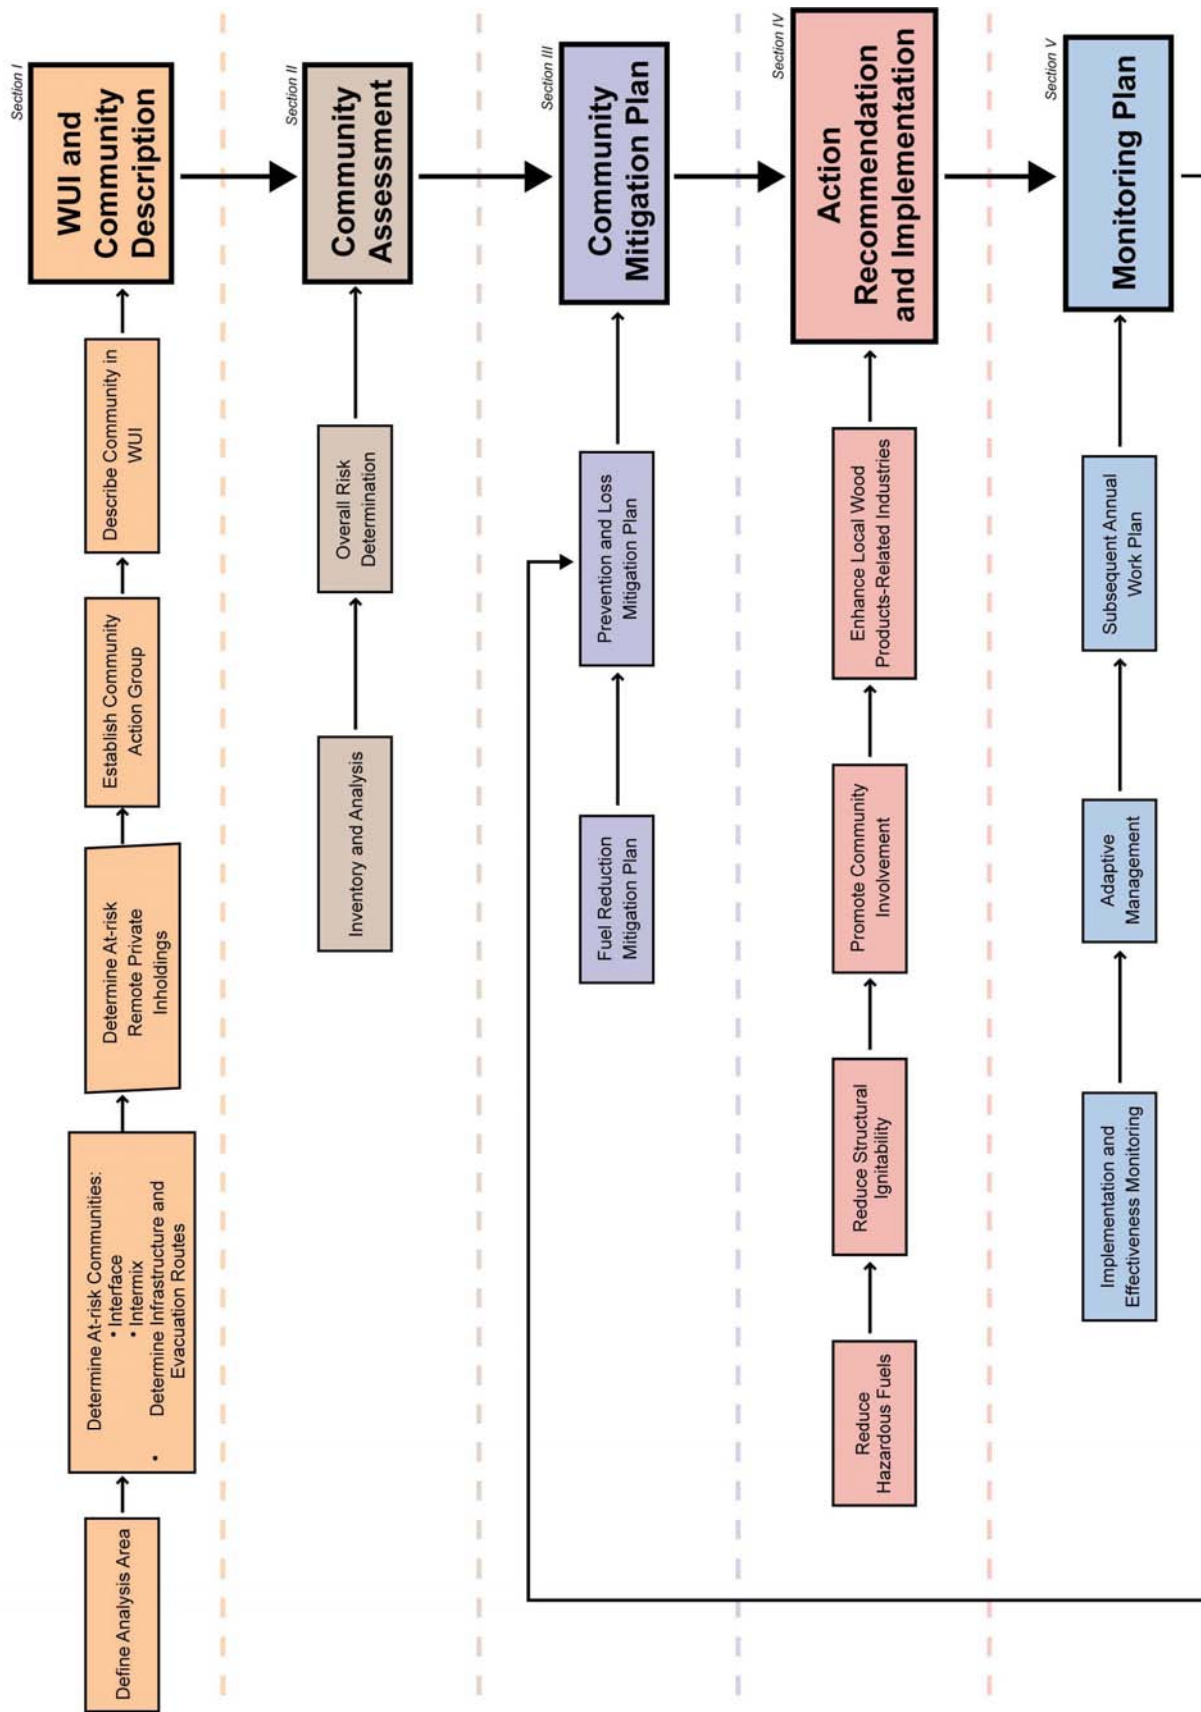 Section I
Define Analysis Area
Determine At-risk Communities:
• Interface
• Intermix
• Determine Infrastructure and
Evacuation Routes
Determine At-risk
Remote Private
Inholdings
Establish Community
Action Group
Describe Community in
WUI
WUI and
Community
Description
Section II
Inventory and Analysis
Overall Risk
Determination
Community
Assessment
Section III
Fuel Reduction
Mitigation Plan
Prevention and Loss
Mitigation Plan
Community
Mitigation Plan
Section IV
Reduce
Hazardous Fuels
Reduce Structural
Ignitability
Promote Community
Involvement
Enhance Local Wood
Products-Related Industries
Action
Recommendation
and Implementation
Section V
Implementation and
Effectiveness Monitoring
Adaptive
Management
Subsequent Annual
Work Plan
Monitoring Plan